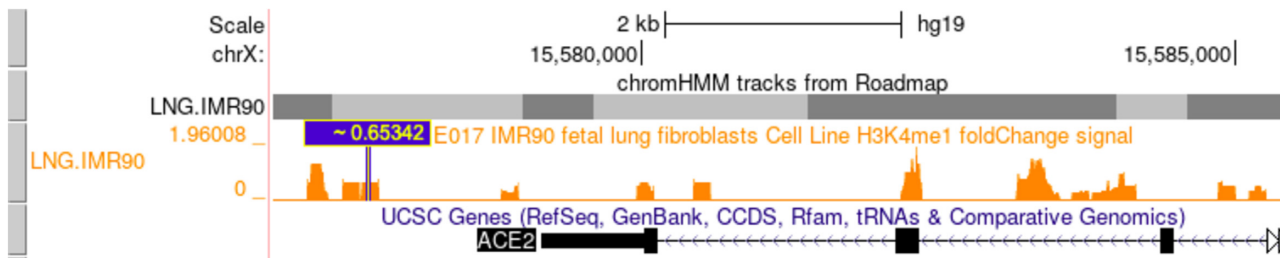 Scale 2 kb hg19
chrX: 15,580,000 15,585,000
chromHMM tracks from Roadmap
LNG.IMR90
1.96008 _ ~ 0.65342 E017 IMR90 fetal lung fibroblasts Cell Line H3K4me1 foldChange signal
LNG.IMR90
0 _
UCSC Genes (RefSeq, GenBank, CCDS, Rfam, tRNAs & Comparative Genomics)
ACE2